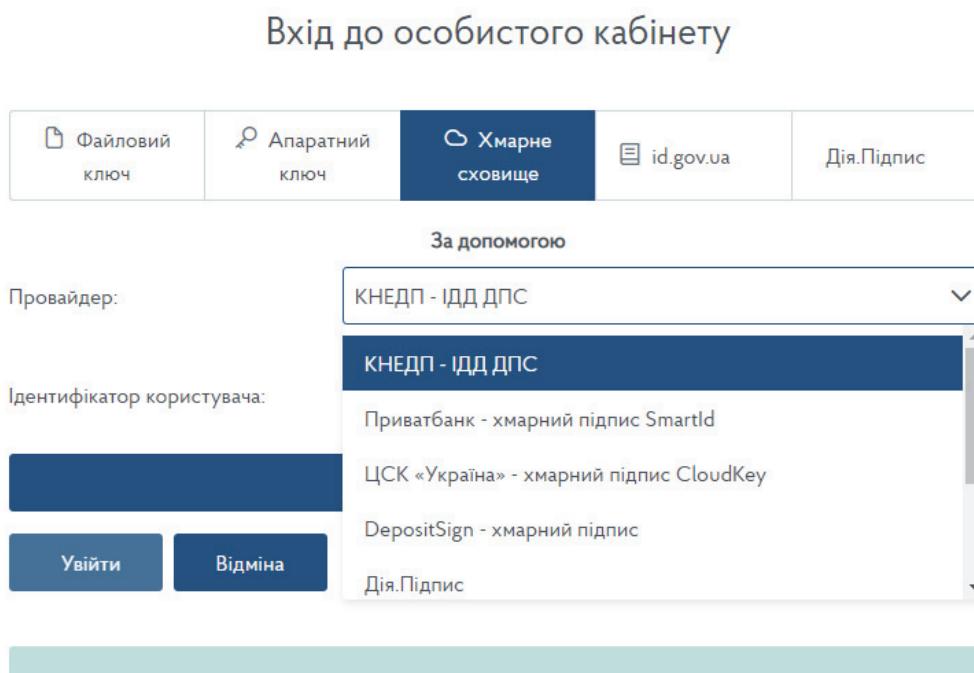 Вхід до особистого кабінету
Файловий ключ
Апаратний ключ
Хмарне сховище
id.gov.ua
Дія.Підпис
За допомогою
Провайдер:
КНЕДП - ІДД ДПС
КНЕДП - ІДД ДПС
Ідентифікатор користувача:
Приватбанк - хмарний підпис SmartId
ЦСК «Україна» - хмарний підпис CloudKey
DepositSign - хмарний підпис
Дія.Підпис
Увійти
Відміна